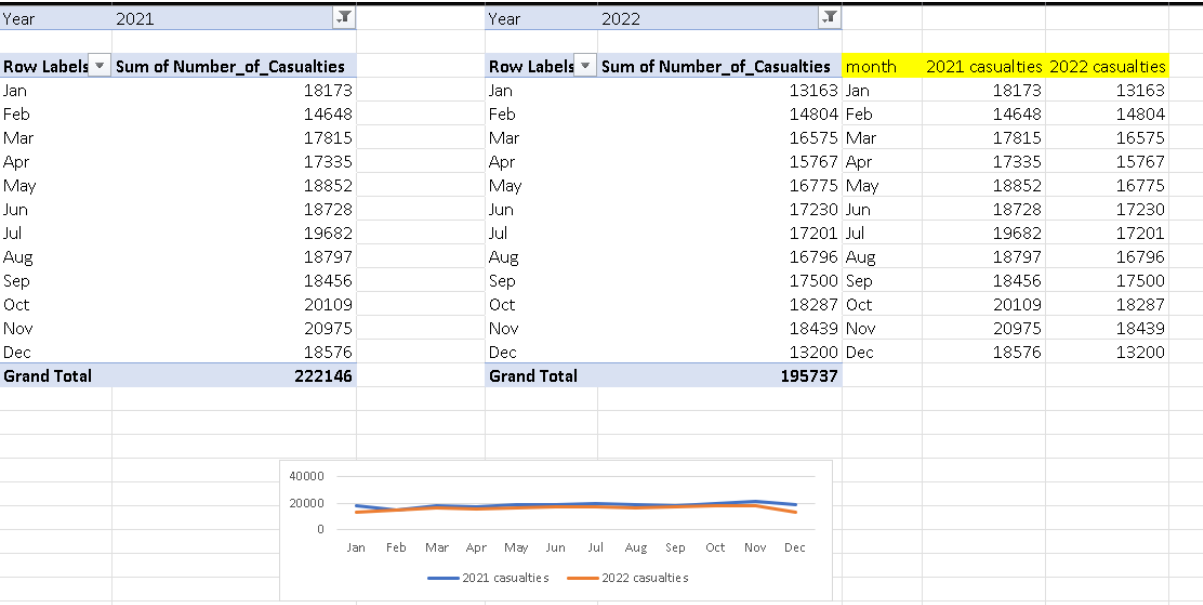 Year 2021 Year 2022
Row Labels Sum of Number_of_Casualties Row Labels Sum of Number_of_Casualties month 2021 casualties 2022 casualties
Jan 18173 Jan 13163 Jan 18173 13163
Feb 14648 Feb 14804 Feb 14648 14804
Mar 17815 Mar 16575 Mar 17815 16575
Apr 17335 Apr 15767 Apr 17335 15767
May 18852 May 16775 May 18852 16775
Jun 18728 Jun 17230 Jun 18728 17230
Jul 19682 Jul 17201 Jul 19682 17201
Aug 18797 Aug 16796 Aug 18797 16796
Sep 18456 Sep 17500 Sep 18456 17500
Oct 20109 Oct 18287 Oct 20109 18287
Nov 20975 Nov 18439 Nov 20975 18439
Dec 18576 Dec 13200 Dec 18576 13200
Grand Total 222146 Grand Total 195737
40000
20000
0
Jan Feb Mar Apr May Jun Jul Aug Sep Oct Nov Dec
2021 casualties 2022 casualties